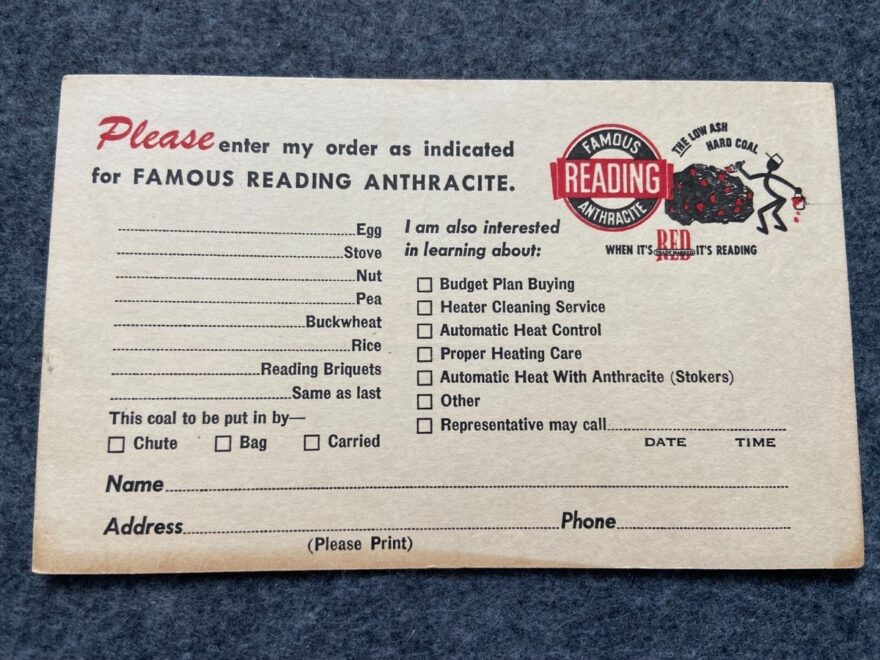 Please enter my order as indicated
for FAMOUS READING ANTHRACITE.
FAMOUS
READING
ANTHRACITE
THE LOW ASH
HARD COAL
WHEN IT'S RED IT'S READING
TRADE MARKED
Egg
Stove
Nut
Pea
Buckwheat
Rice
Reading Briquets
Same as last
This coal to be put in by—
Chute Bag Carried
I am also interested
in learning about:
Budget Plan Buying
Heater Cleaning Service
Automatic Heat Control
Proper Heating Care
Automatic Heat With Anthracite (Stokers)
Other
Representative may call
DATE TIME
Name
Address Phone
(Please Print)